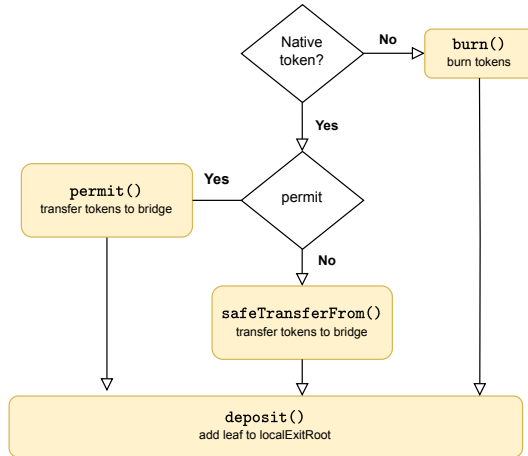 Native
token?
No
burn()
burn tokens
Yes
permit()
transfer tokens to bridge
Yes
permit
No
safeTransferFrom()
transfer tokens to bridge
deposit()
add leaf to localExitRoot